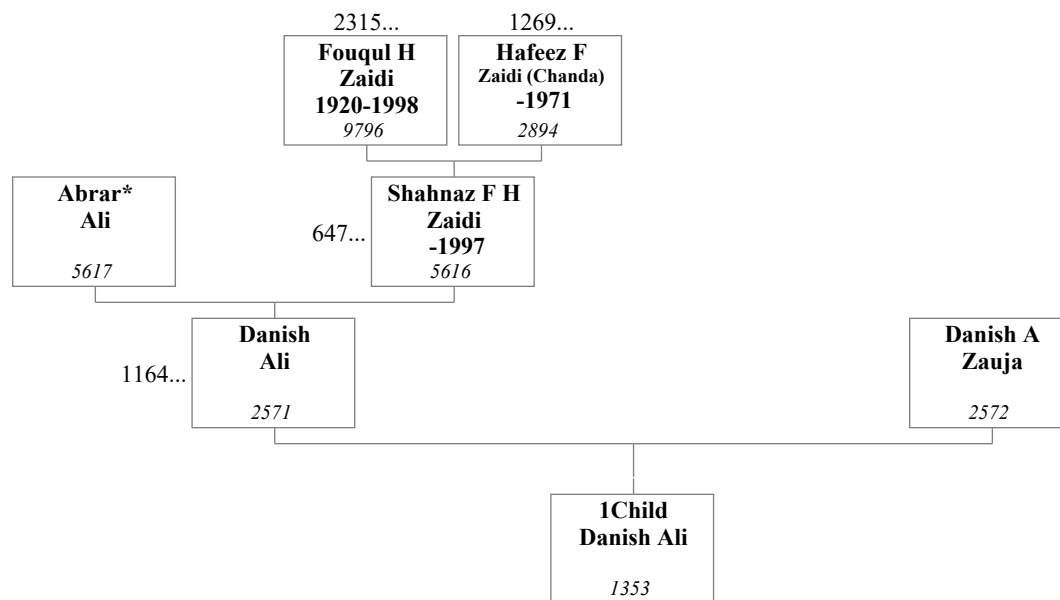 2315...
1269...
Fouqul H
Zaidi
1920-1998
9796
Hafeez F
Zaidi (Chanda)
-1971
2894
Abrar*
Ali
5617
647...
Shahnaz F H
Zaidi
-1997
5616
1164...
Danish
Ali
2571
Danish A
Zauja
2572
1Child
Danish Ali
1353